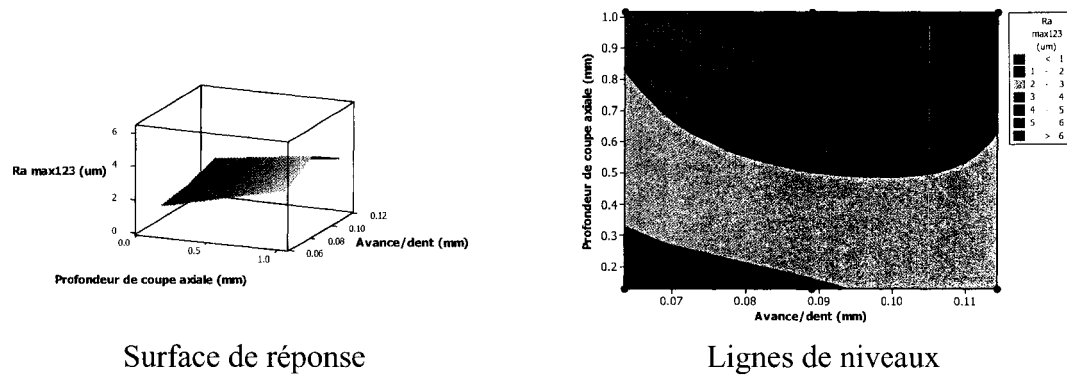 6
4
2
0
Ra max123 (um)
0.0
0.5
1.0
Profondeur de coupe axiale (mm)
0.06
0.08
0.10
0.12
Avance/dent (mm)
Surface de réponse
1.0
0.9
0.8
0.7
0.6
0.5
0.4
0.3
0.2
Profondeur de coupe axiale (mm)
0.07 0.08 0.09 0.10 0.11
Avance/dent (mm)
Ra
max123
(um)
< 1
1 - 2
2 - 3
3 4
4 - 5
5 6
> 6
Lignes de niveaux